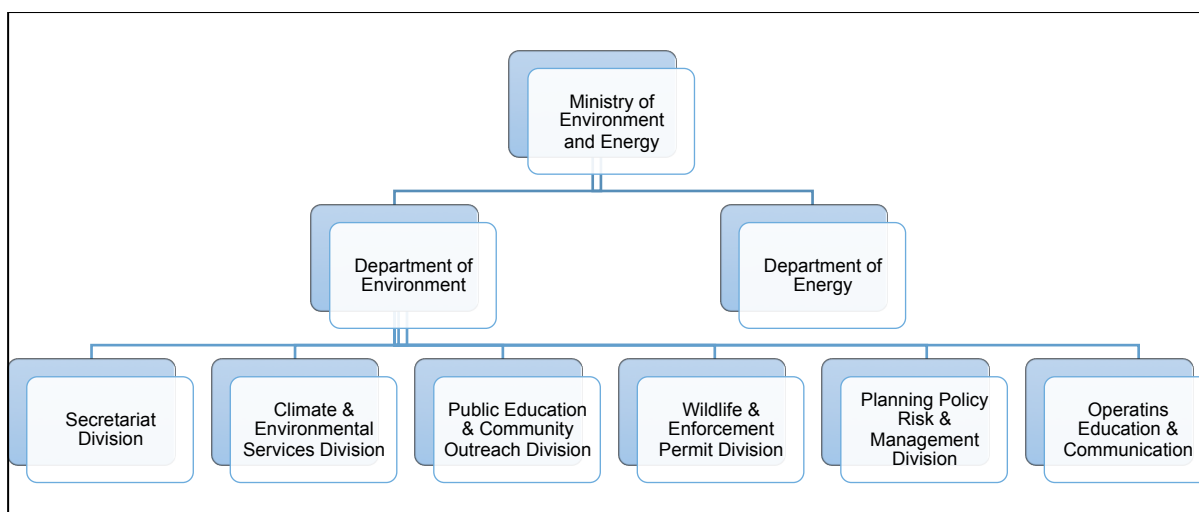 Ministry of
Environment
and Energy
Department of
Environment
Department of
Energy
Secretariat
Division
Climate &
Environmental
Services Division
Public Education
& Community
Outreach Division
Wildlife &
Enforcement
Permit Division
Planning Policy
Risk &
Management
Division
Operatins
Education &
Communication